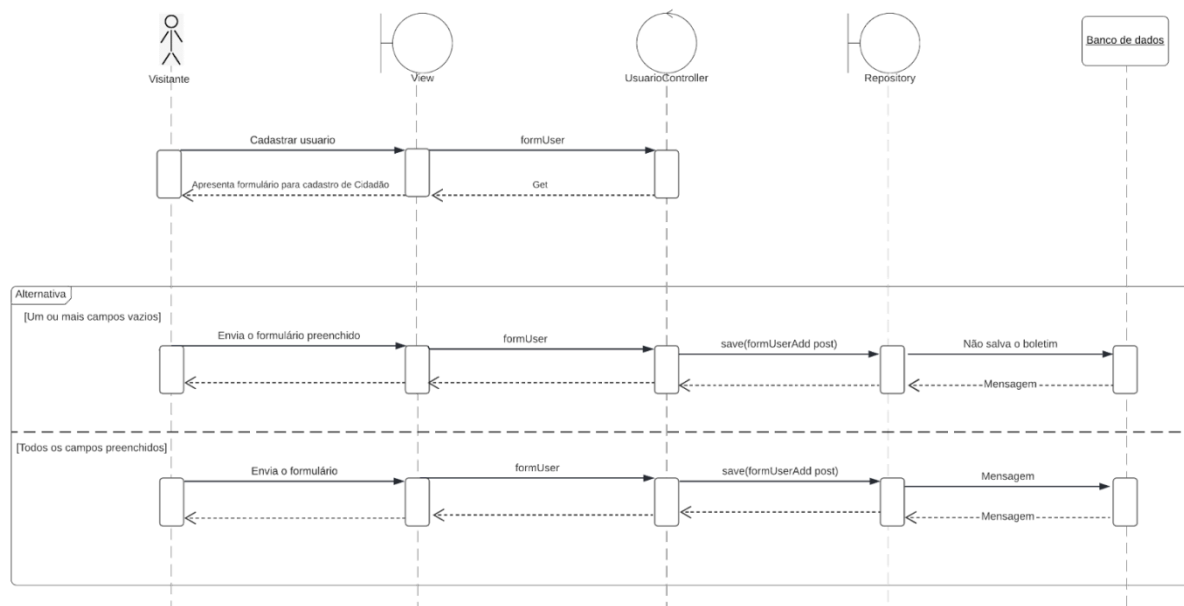 Visitante
View
UsuarioController
Repository
Banco de dados
Cadastrar usuario
formUser
Apresenta formulário para cadastro de Cidadão
Get
Alternativa
[Um ou mais campos vazios]
Envia o formulário preenchido
formUser
save(formUserAdd post)
Não salva o boletim
Mensagem
[Todos os campos preenchidos]
Envia o formulário
formUser
save(formUserAdd post)
Mensagem
Mensagem